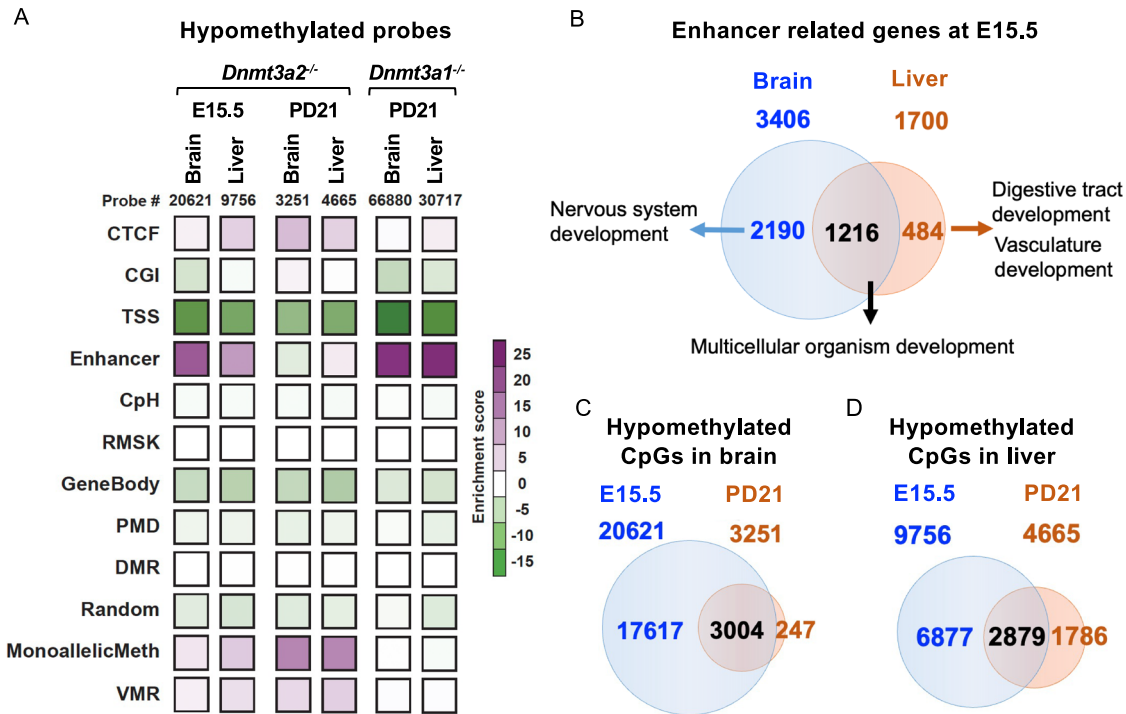 A
Hypomethylated probes
Dnmt3a2-/-
Dnmt3a1-/-
E15.5
PD21
PD21
Brain
Liver
Brain
Liver
Brain
Liver
Probe #
20621
9756
3251
4665
66880
30717
CTCF
CGI
TSS
Enhancer
CpH
RMSK
GeneBody
PMD
DMR
Random
MonoallelicMeth
VMR
Enrichment score
25
20
15
10
5
0
-5
-10
-15
B
Enhancer related genes at E15.5
Brain
3406
Liver
1700
Nervous system
development
2190
1216
484
Digestive tract
development
Vasculature
development
Multicellular organism development
C
Hypomethylated
CpGs in brain
E15.5
PD21
20621
3251
17617
3004
247
D
Hypomethylated
CpGs in liver
E15.5
PD21
9756
4665
6877
2879
1786